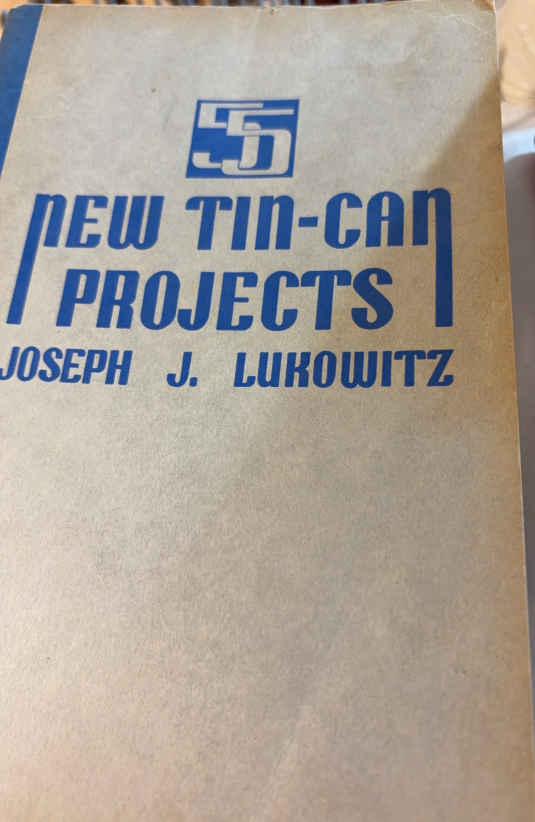 55
NEW TIN-CAN
PROJECTS
JOSEPH J. LUKOWITZ